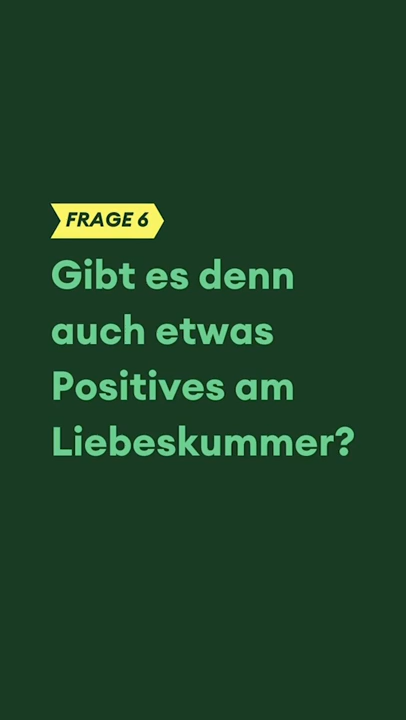 FRAGE 6
Gibt es denn
auch etwas
Positives am
Liebeskummer?